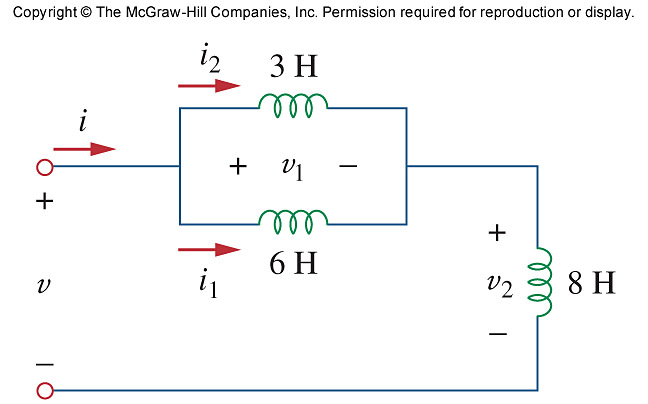 Copyright © The McGraw-Hill Companies, Inc. Permission required for reproduction or display.
i2
3 H
i
+ v1 −
+
6 H
i1
+
v
v2
8 H
−
−